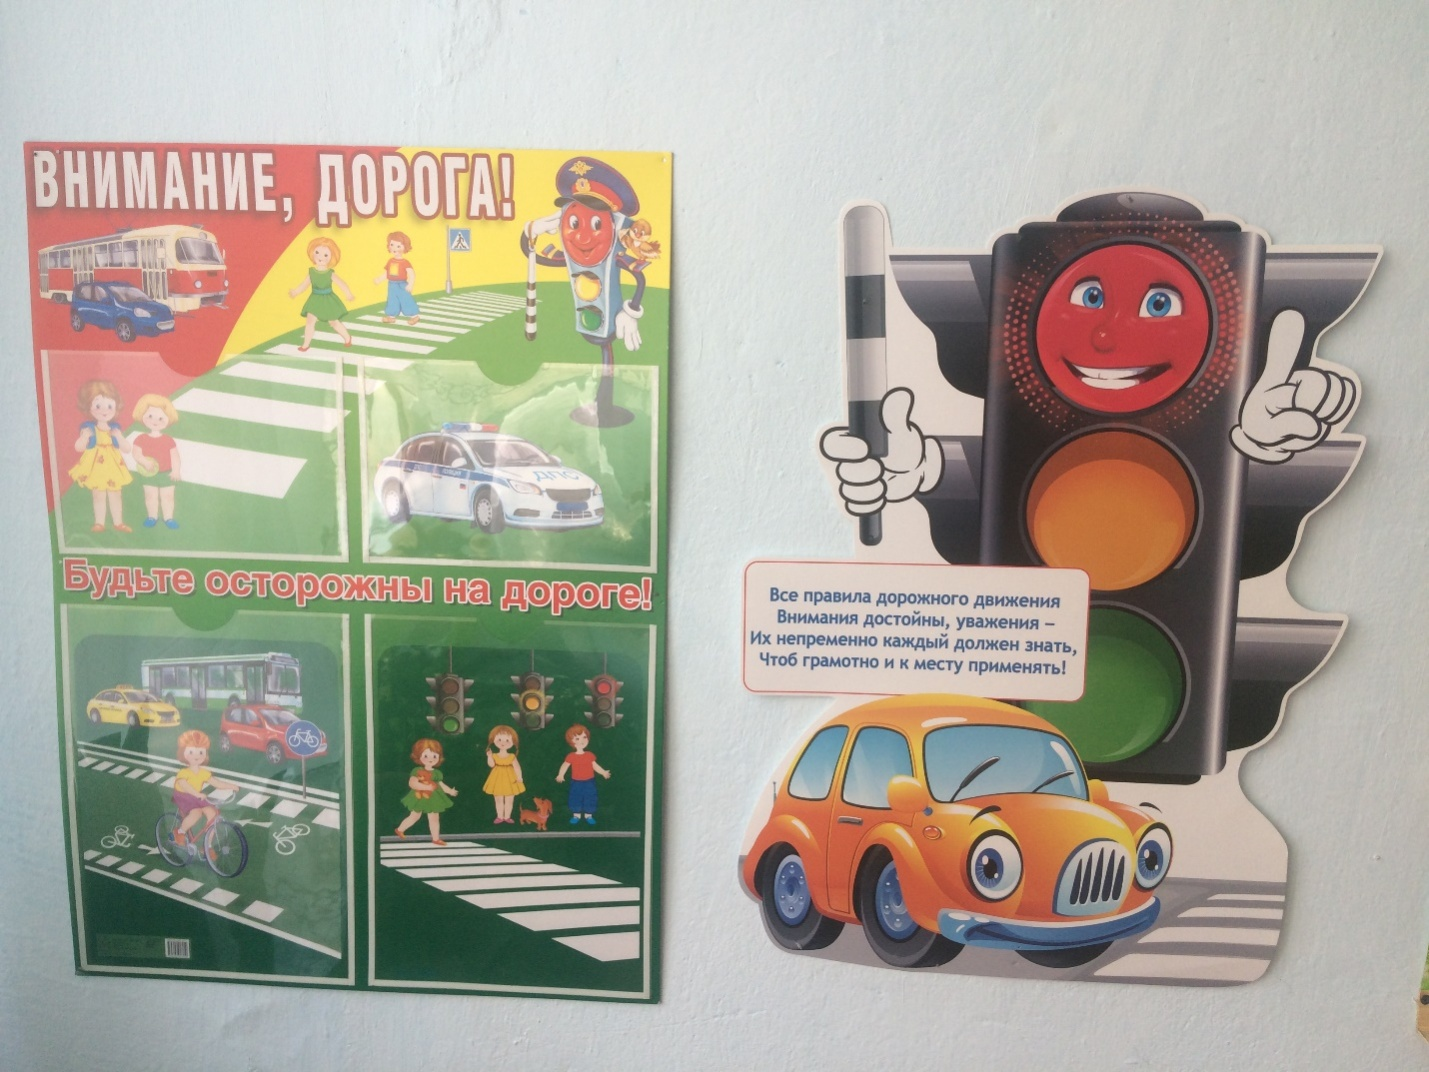 ВНИМАНИЕ, ДОРОГА!
ДПС
Будьте осторожны на дороге!
Все правила дорожного движения
Внимания достойны, уважения –
Их непременно каждый должен знать,
Чтоб грамотно и к месту применять!